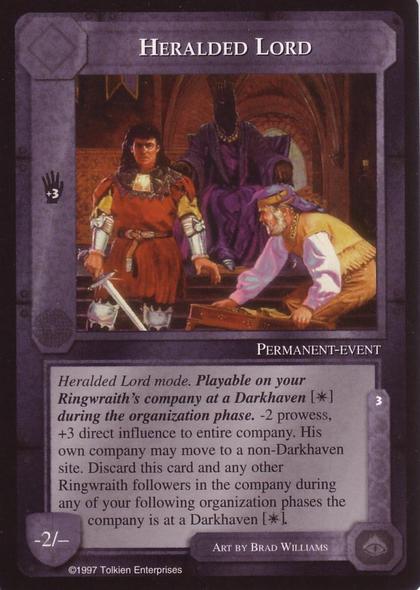 HERALDED LORD
+3
PERMANENT-EVENT
Heralded Lord mode. Playable on your
Ringwraith's company at a Darkhaven [✶]
during the organization phase. -2 prowess,
+3 direct influence to entire company. His
own company may move to a non-Darkhaven
site. Discard this card and any other
Ringwraith followers in the company during
any of your following organization phases the
company is at a Darkhaven [✶].
3
-2/–
ART BY BRAD WILLIAMS
©1997 Tolkien Enterprises